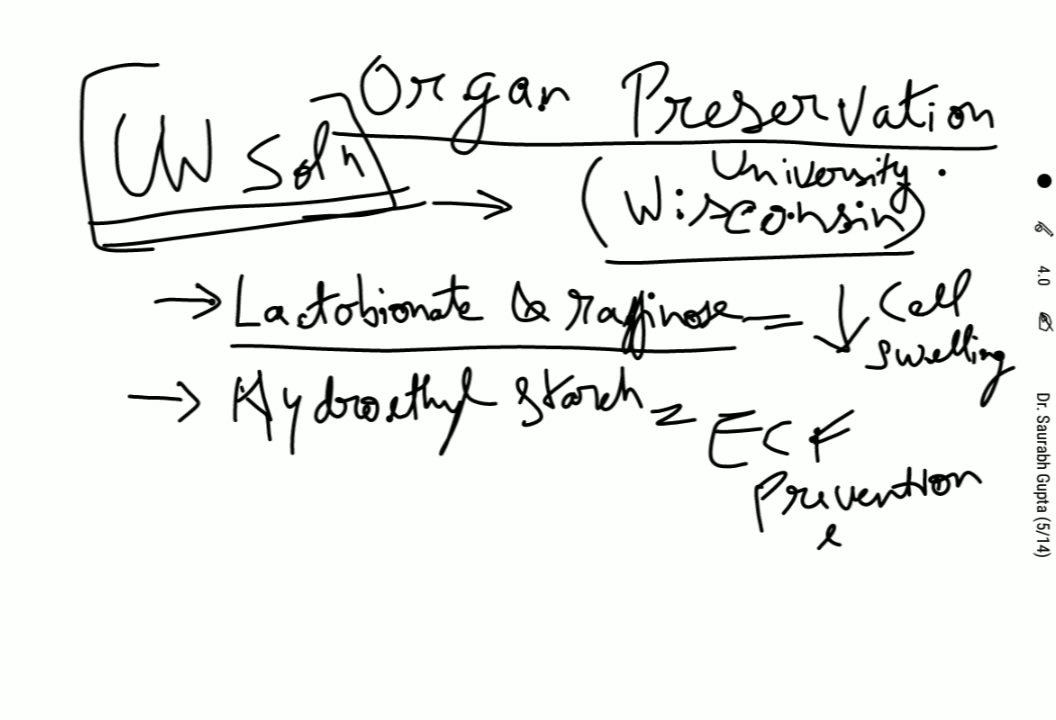 Organ Preservation
UW Soln → (University Wisconsin)
→ Lactobionate & raffinose = ↓ Cell swelling
→ Hydroethyl starch = ECF
Prevention
4.0
Dr. Saurabh Gupta (5/14)